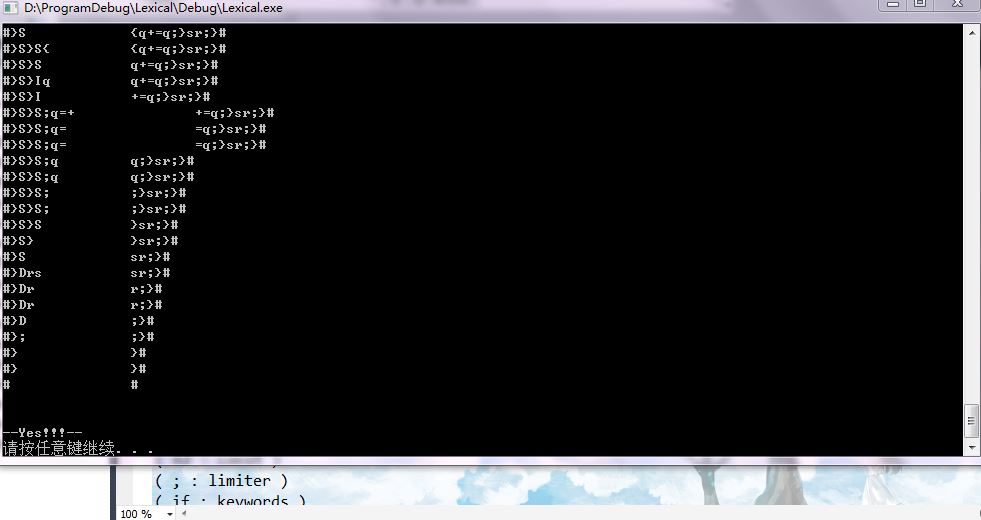 D:\ProgramDebug\Lexical\Debug\Lexical.exe
#}S {q+=q;}sr;}#
#}S}S{ {q+=q;}sr;}#
#}S}S q+=q;}sr;}#
#}S}Iq q+=q;}sr;}#
#}S}I +=q;}sr;}#
#}S}S;q=+ +=q;}sr;}#
#}S}S;q= =q;}sr;}#
#}S}S;q= =q;}sr;}#
#}S}S;q q;}sr;}#
#}S}S;q q;}sr;}#
#}S}S; ;}sr;}#
#}S}S; ;}sr;}#
#}S}S }sr;}#
#}S} }sr;}#
#}S sr;}#
#}Drs sr;}#
#}Dr r;}#
#}Dr r;}#
#}D ;}#
#}; ;}#
#} }#
#} }#
# #
--Yes!!!--
请按任意键继续. . .
( ; : limiter )
( if : keywords )
100 %